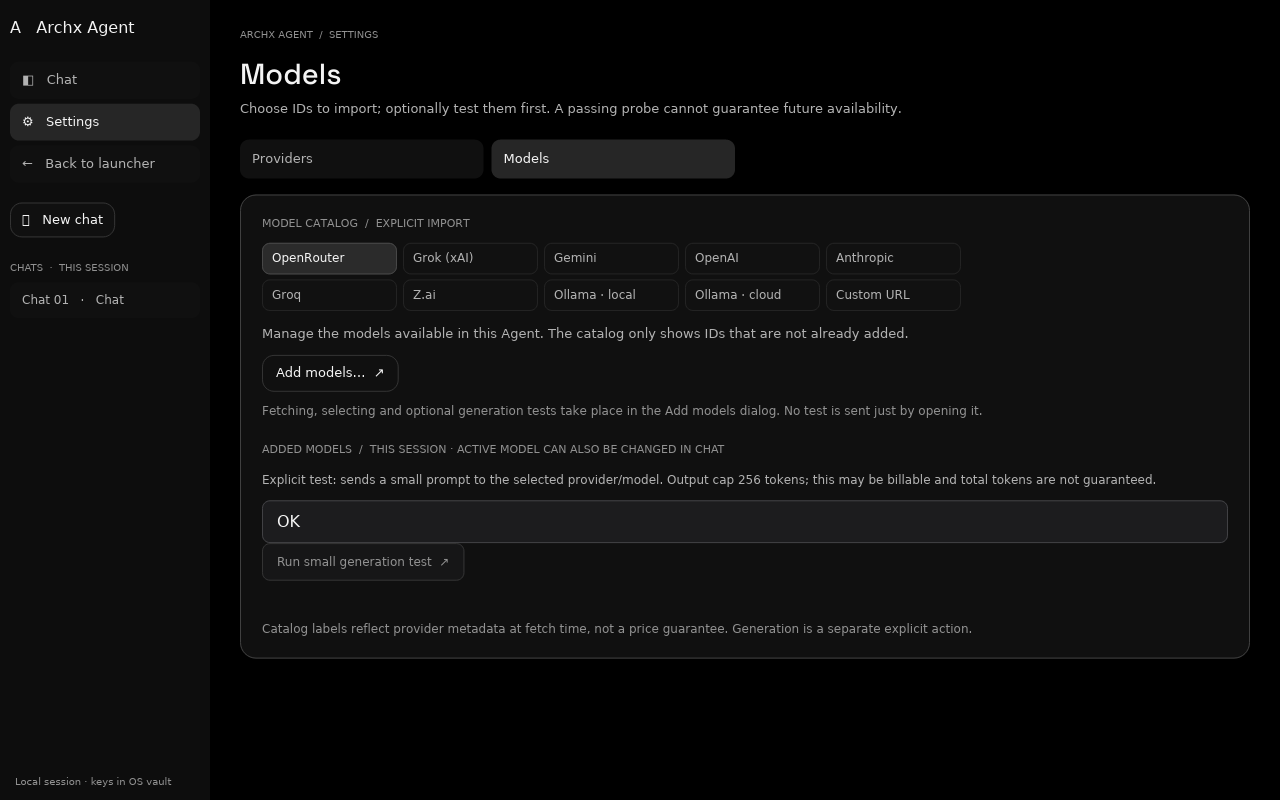 A Archx Agent
Chat
Settings
← Back to launcher
New chat
CHATS · THIS SESSION
Chat 01 · Chat
Local session · keys in OS vault
ARCHX AGENT / SETTINGS
Models
Choose IDs to import; optionally test them first. A passing probe cannot guarantee future availability.
Providers Models
MODEL CATALOG / EXPLICIT IMPORT
OpenRouter Grok (xAI) Gemini OpenAI Anthropic
Groq Z.ai Ollama · local Ollama · cloud Custom URL
Manage the models available in this Agent. The catalog only shows IDs that are not already added.
Add models... ↗
Fetching, selecting and optional generation tests take place in the Add models dialog. No test is sent just by opening it.
ADDED MODELS / THIS SESSION · ACTIVE MODEL CAN ALSO BE CHANGED IN CHAT
Explicit test: sends a small prompt to the selected provider/model. Output cap 256 tokens; this may be billable and total tokens are not guaranteed.
OK
Run small generation test ↗
Catalog labels reflect provider metadata at fetch time, not a price guarantee. Generation is a separate explicit action.